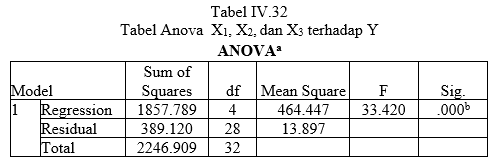 Tabel IV.32
Tabel Anova X1, X2, dan X3 terhadap Y
ANOVAa
Model Sum of Squares df Mean Square F Sig.
1 Regression 1857.789 4 464.447 33.420 .000b
Residual 389.120 28 13.897
Total 2246.909 32